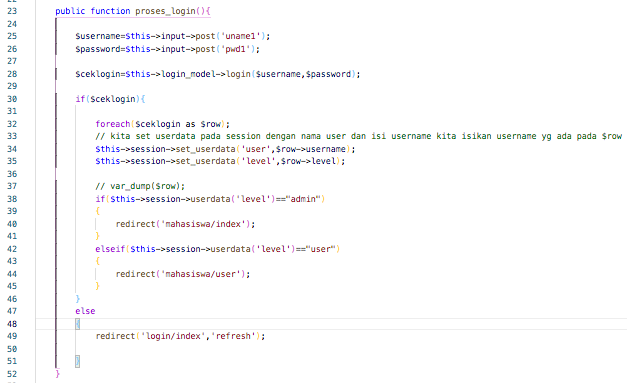 23 public function proses_login(){
24
25 $username=$this->input->post('uname1');
26 $password=$this->input->post('pwd1');
27
28 $ceklogin=$this->login_model->login($username,$password);
29
30 if($ceklogin){
31
32 foreach($ceklogin as $row);
33 // kita set userdata pada session dengan nama user dan isi username kita isikan username yg ada pada $row
34 $this->session->set_userdata('user',$row->username);
35 $this->session->set_userdata('level',$row->level);
36
37 // var_dump($row);
38 if($this->session->userdata('level')=="admin")
39 {
40 redirect('mahasiswa/index');
41 }
42 elseif($this->session->userdata('level')=="user")
43 {
44 redirect('mahasiswa/user');
45 }
46 }
47 else
48 {
49 redirect('login/index','refresh');
50
51 }
52 }